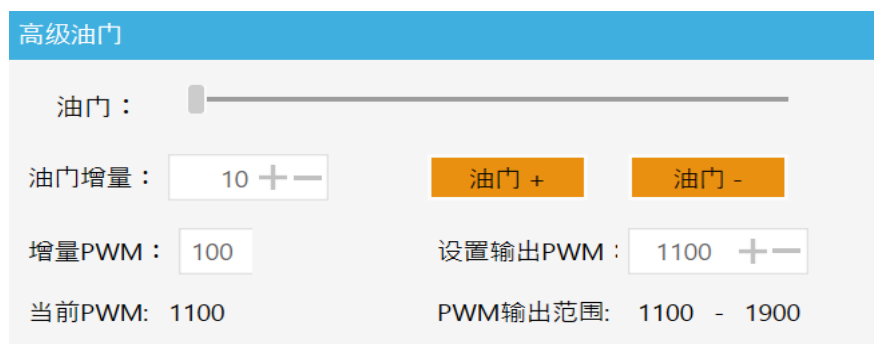 高级油门
油门：
油门增量： 10 油门 + 油门 -
增量PWM： 100 设置输出PWM： 1100
当前PWM: 1100 PWM输出范围: 1100 - 1900